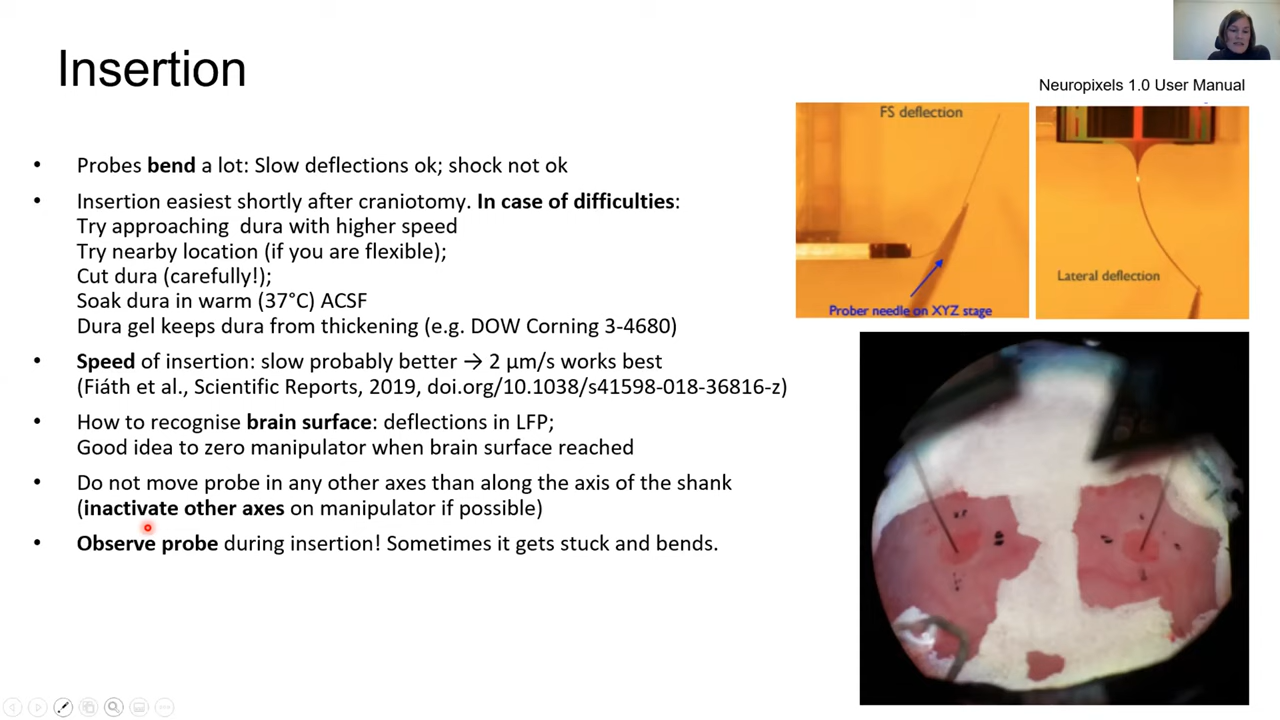 Insertion
Neuropixels 1.0 User Manual
• Probes bend a lot: Slow deflections ok; shock not ok
• Insertion easiest shortly after craniotomy. In case of difficulties:
Try approaching dura with higher speed
Try nearby location (if you are flexible);
Cut dura (carefully!);
Soak dura in warm (37°C) ACSF
Dura gel keeps dura from thickening (e.g. DOW Corning 3-4680)
• Speed of insertion: slow probably better → 2 µm/s works best
(Fiáth et al., Scientific Reports, 2019, doi.org/10.1038/s41598-018-36816-z)
• How to recognise brain surface: deflections in LFP;
Good idea to zero manipulator when brain surface reached
• Do not move probe in any other axes than along the axis of the shank
(inactivate other axes on manipulator if possible)
• Observe probe during insertion! Sometimes it gets stuck and bends.
FS deflection
Prober needle on XYZ stage
Lateral deflection